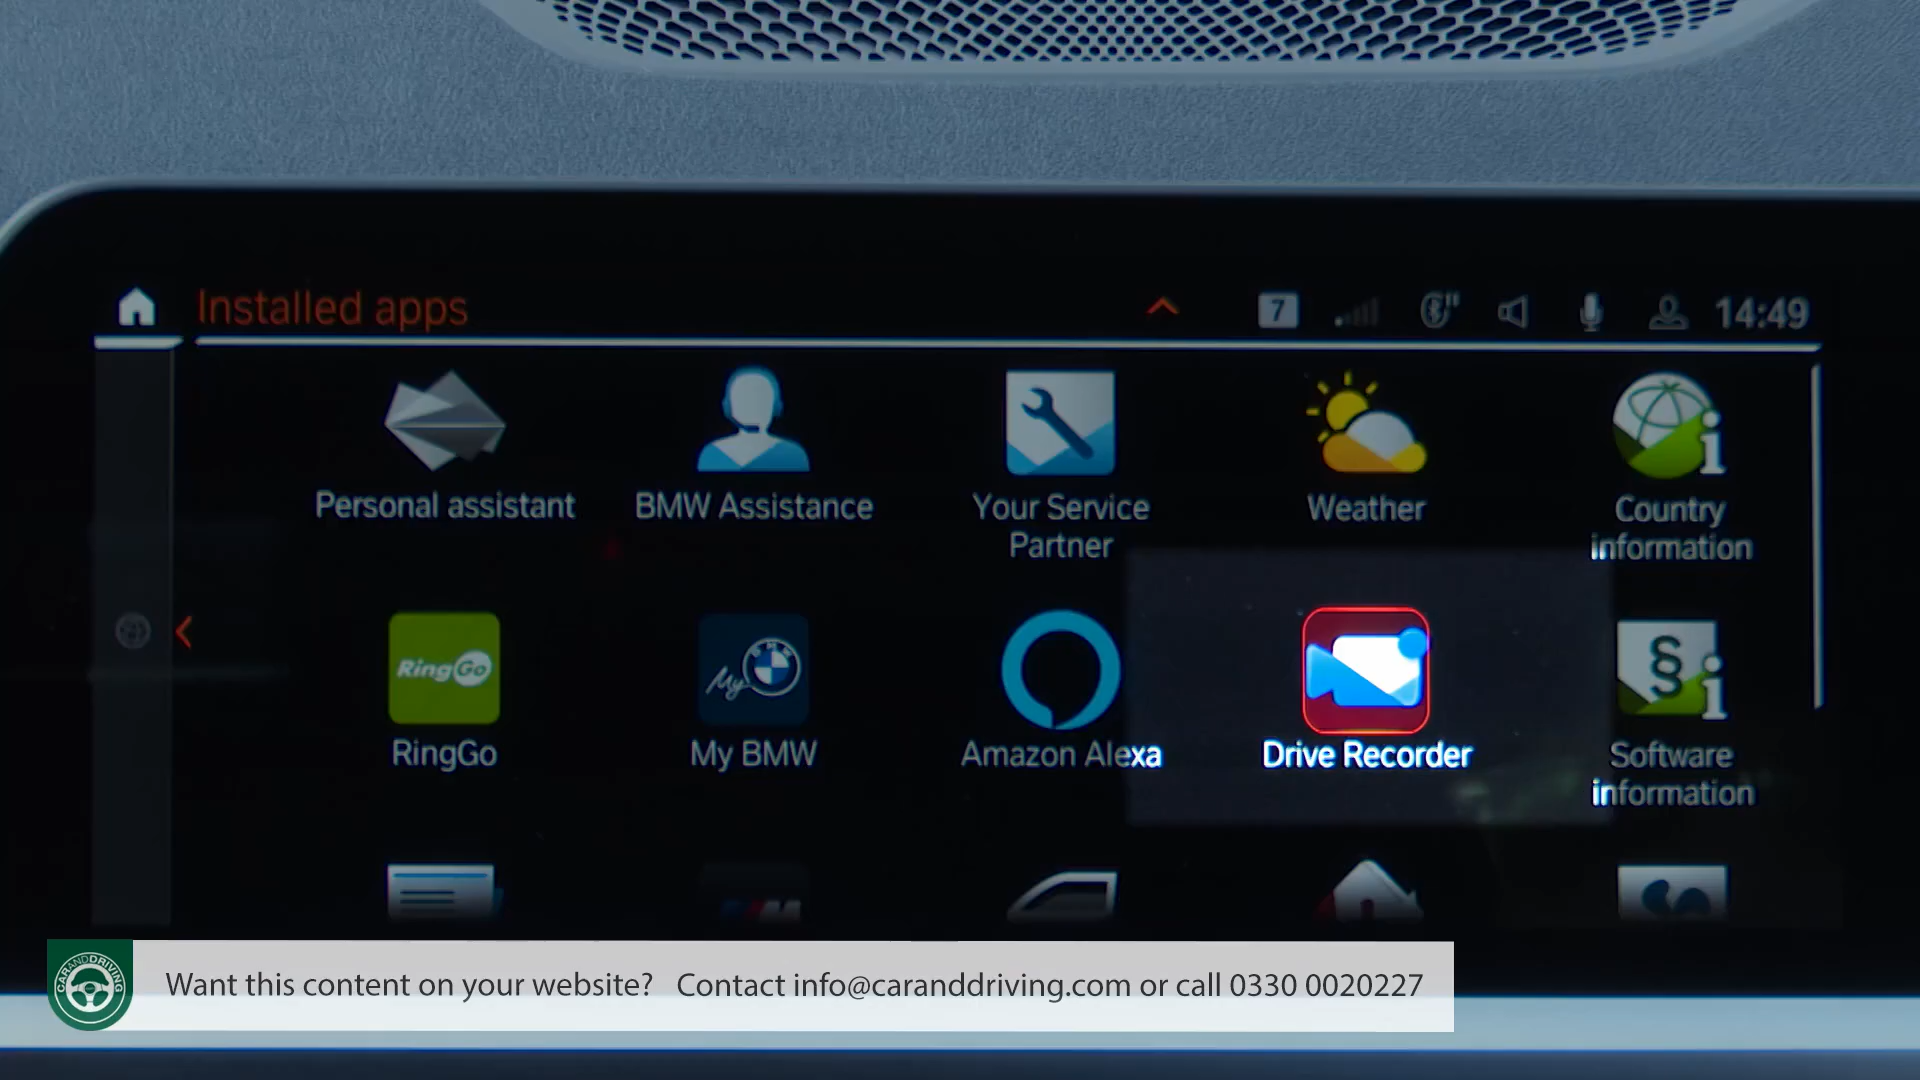 Installed apps
7
14:49
Personal assistant
BMW Assistance
Your Service
Partner
Weather
Country
information
RingGo
My
BMW
RingGo
My BMW
Amazon Alexa
Drive Recorder
Software
information
M
CARANDDRIVING
Want this content on your website? Contact info@caranddriving.com or call 0330 0020227